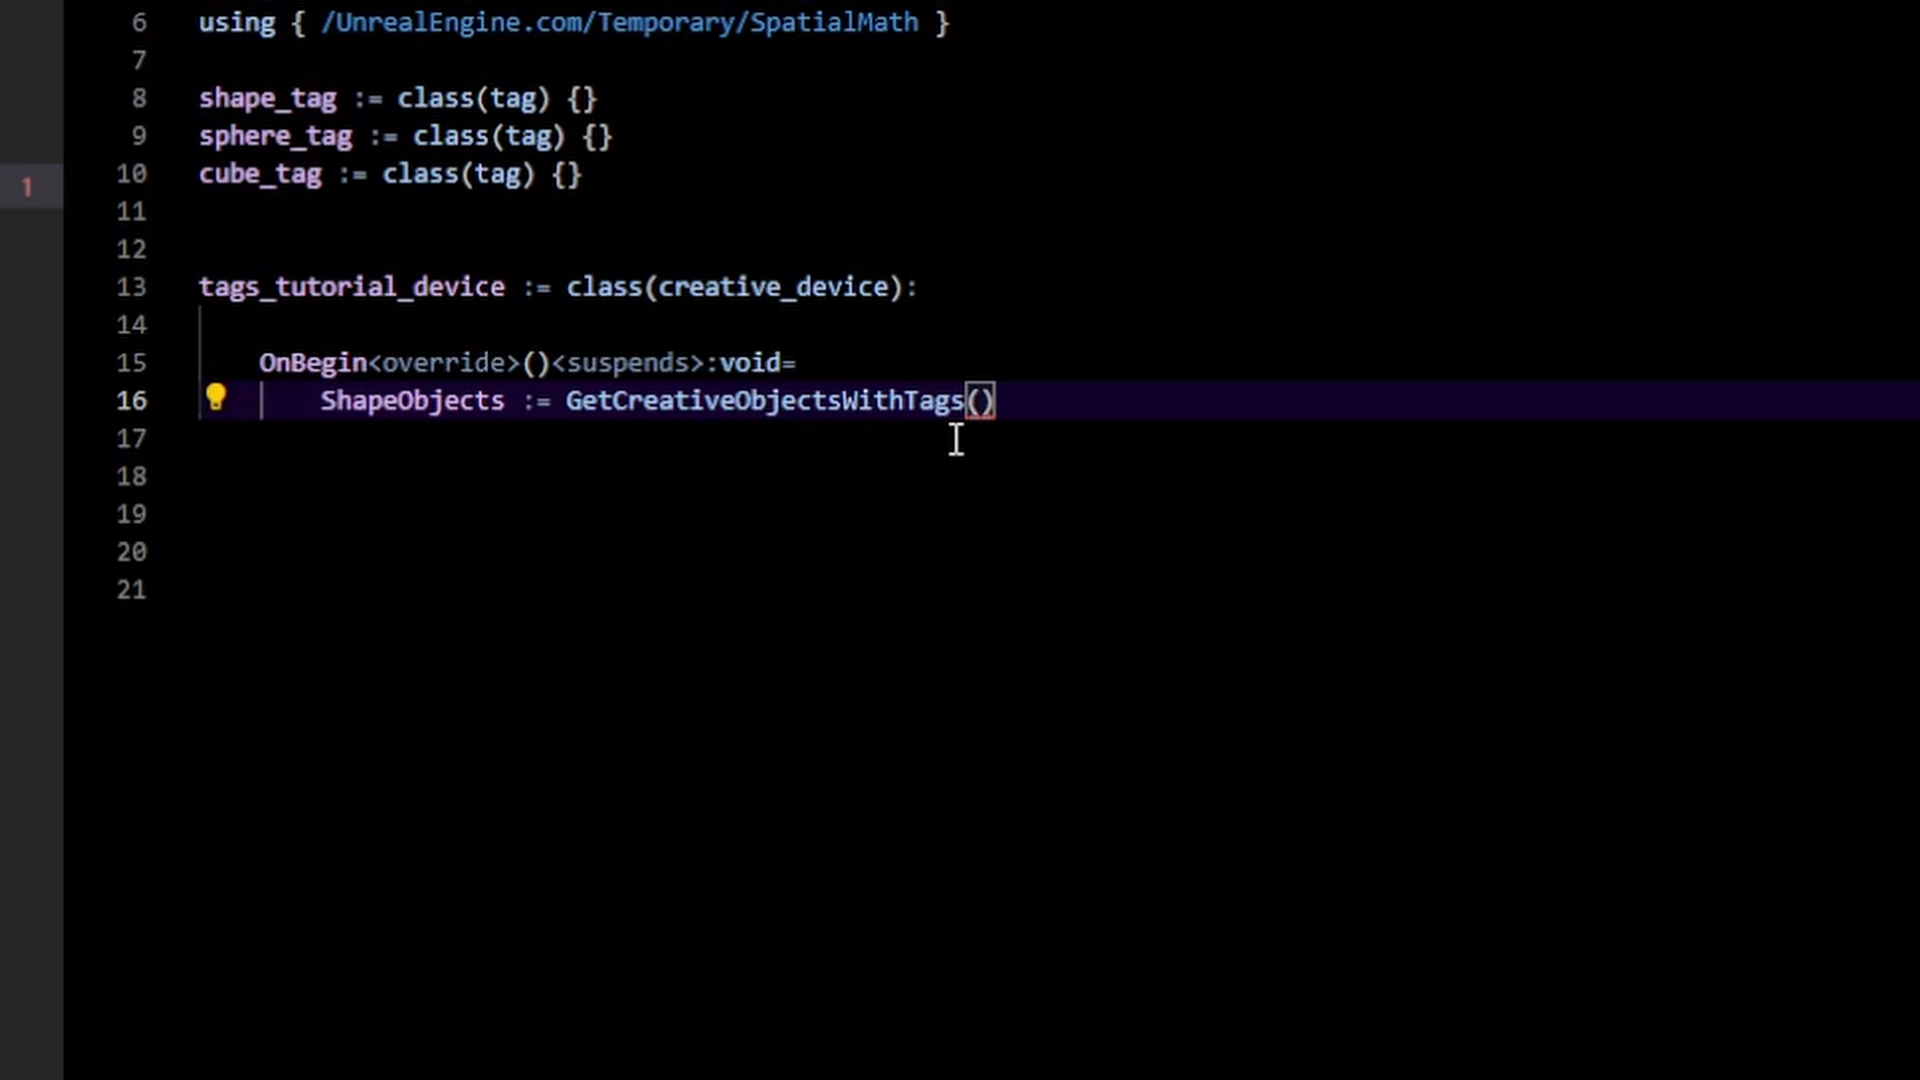 6 using { /UnrealEngine.com/Temporary/SpatialMath }
7
8 shape_tag := class(tag) {}
9 sphere_tag := class(tag) {}
1
10 cube_tag := class(tag) {}
11
12
13 tags_tutorial_device := class(creative_device):
14
15 OnBegin<override>()<suspends>:void=
16 ShapeObjects := GetCreativeObjectsWithTags()
17
18
19
20
21